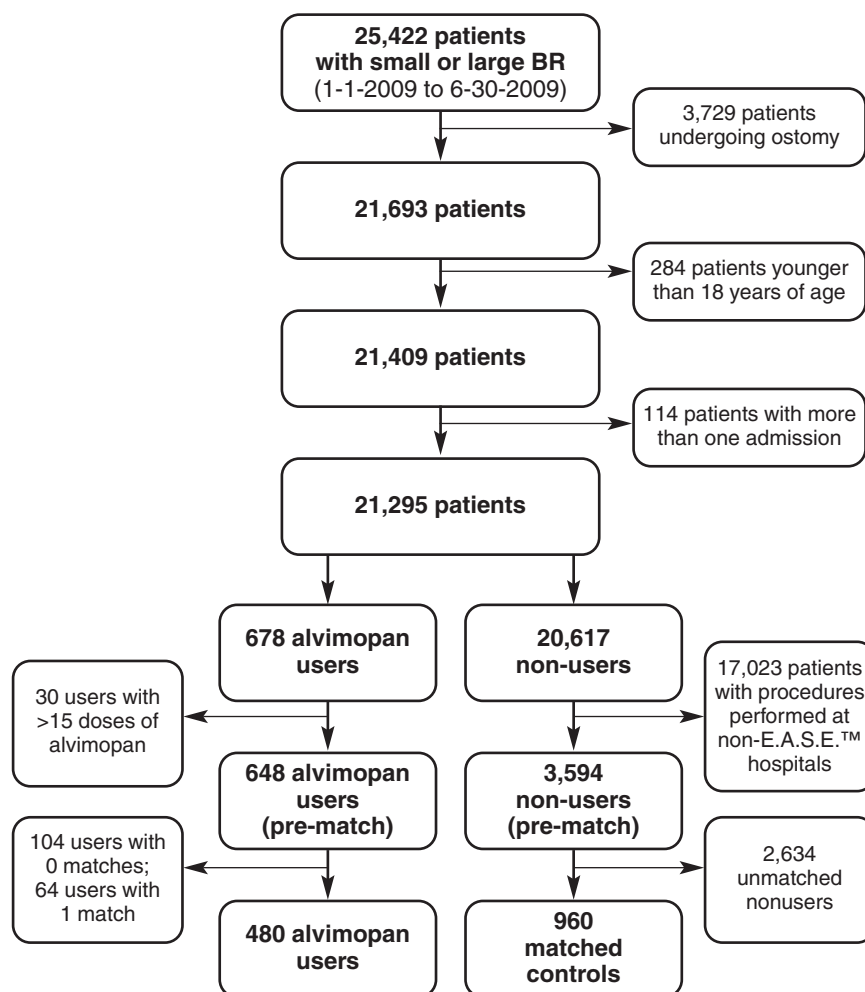 25,422 patients
with small or large BR
(1-1-2009 to 6-30-2009)
3,729 patients
undergoing ostomy
21,693 patients
284 patients younger
than 18 years of age
21,409 patients
114 patients with more
than one admission
21,295 patients
678 alvimopan
users
20,617
non-users
30 users with
>15 doses of
alvimopan
17,023 patients
with procedures
performed at
non-E.A.S.E.™
hospitals
648 alvimopan
users
(pre-match)
3,594
non-users
(pre-match)
104 users with
0 matches;
64 users with
1 match
2,634
unmatched
nonusers
480 alvimopan
users
960
matched
controls